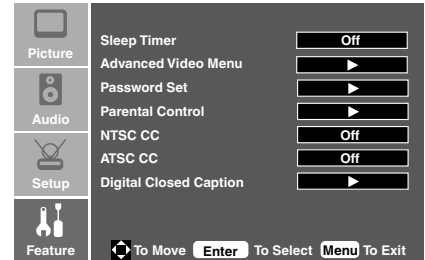 Picture
Audio
Setup
Feature
Sleep Timer Off
Advanced Video Menu
Password Set
Parental Control
NTSC CC Off
ATSC CC Off
Digital Closed Caption
To Move Enter To Select Menu To Exit